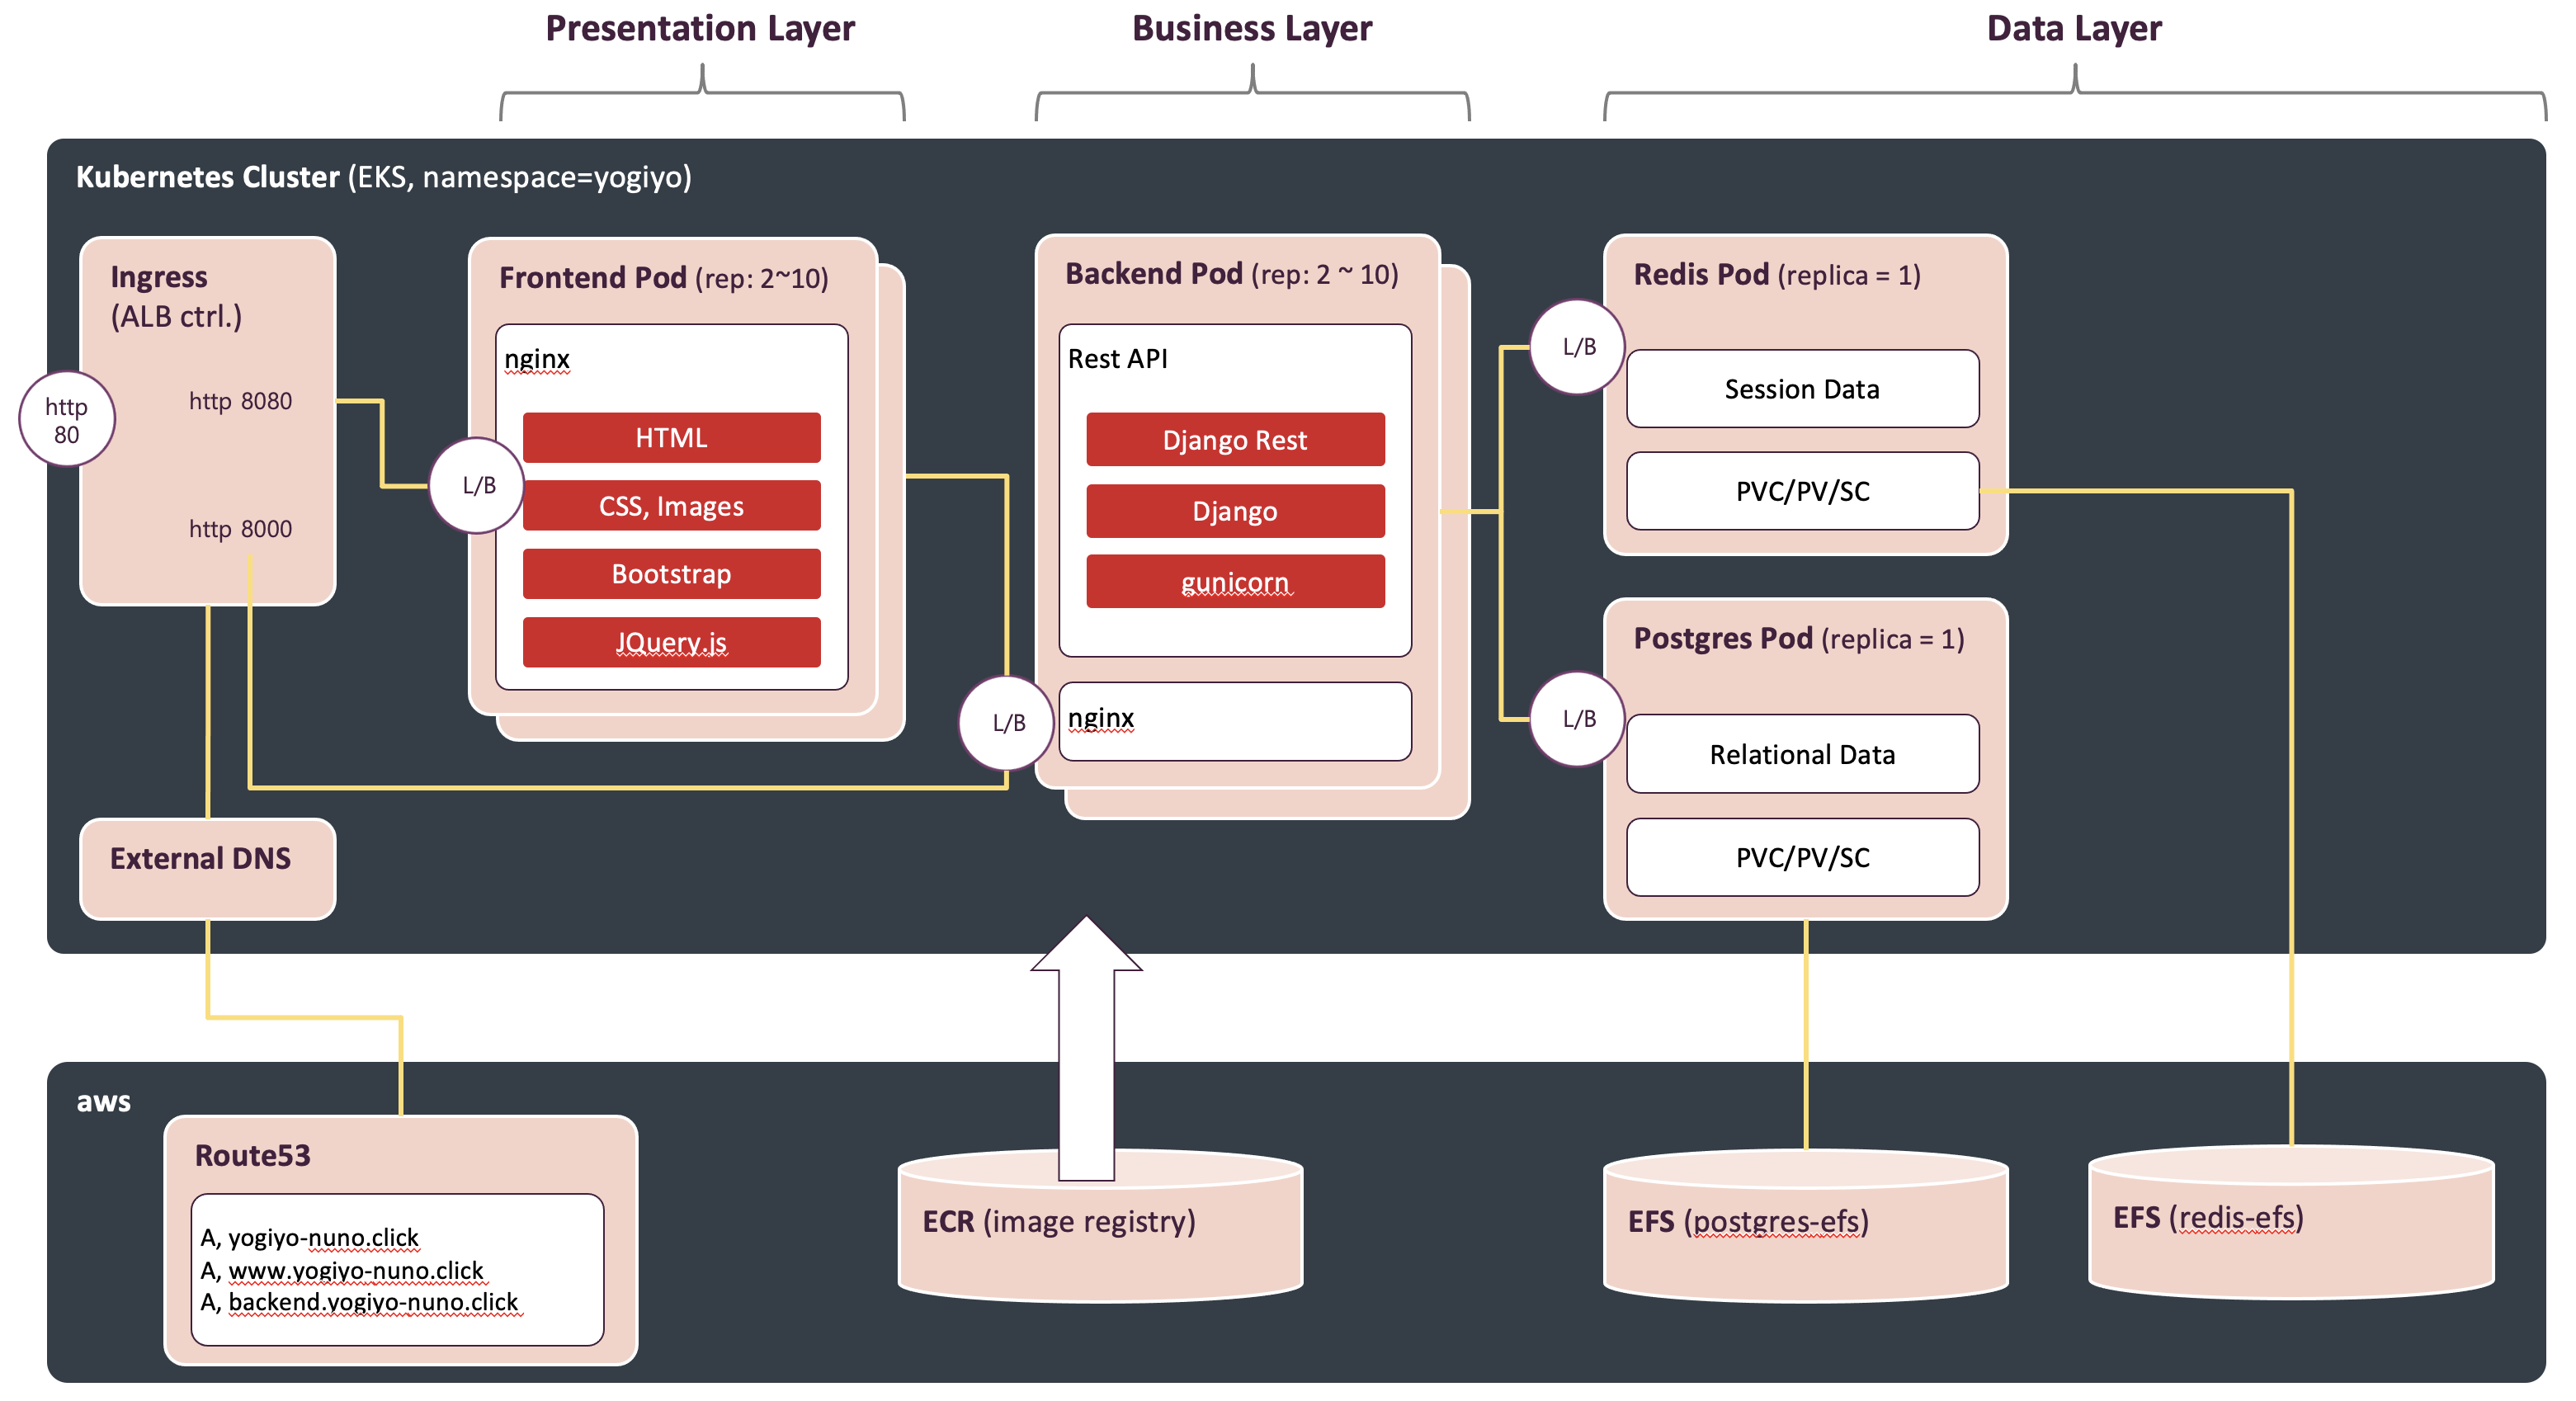 Presentation Layer
Business Layer
Data Layer
Kubernetes Cluster (EKS, namespace=yogiyo)
Ingress
(ALB ctrl.)
http
80
http 8080
http 8000
External DNS
L/B
Frontend Pod (rep: 2~10)
nginx
HTML
CSS, Images
Bootstrap
JQuery.js
L/B
Backend Pod (rep: 2 ~ 10)
Rest API
Django Rest
Django
gunicorn
nginx
L/B
Redis Pod (replica = 1)
Session Data
PVC/PV/SC
L/B
Postgres Pod (replica = 1)
Relational Data
PVC/PV/SC
aws
Route53
A, yogiyo-nuno.click
A, www.yogiyo-nuno.click
A, backend.yogiyo-nuno.click
ECR (image registry)
EFS (postgres-efs)
EFS (redis-efs)